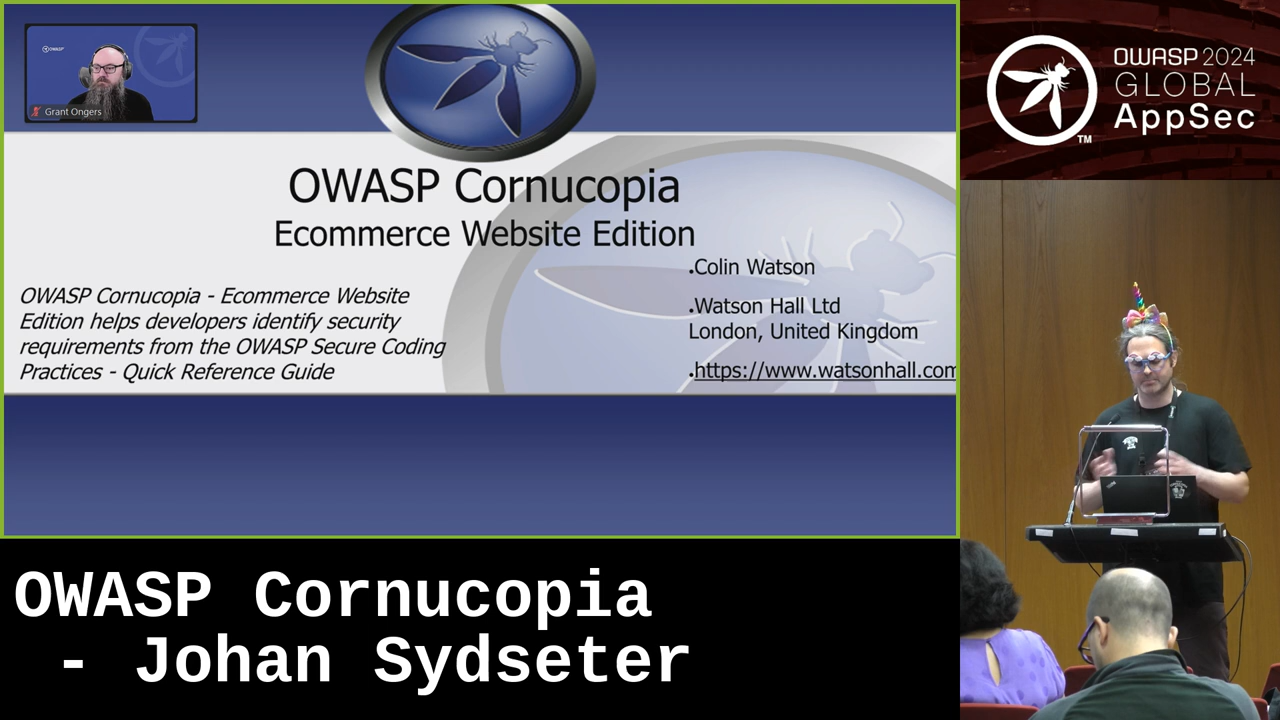 OWASP
Grant Ongers
OWASP Cornucopia
Ecommerce Website Edition
OWASP Cornucopia - Ecommerce Website
Edition helps developers identify security
requirements from the OWASP Secure Coding
Practices - Quick Reference Guide
•Colin Watson
•Watson Hall Ltd
London, United Kingdom
•https://www.watsonhall.com
OWASP 2024
GLOBAL
AppSec
TM
OWASP Cornucopia
- Johan Sydseter